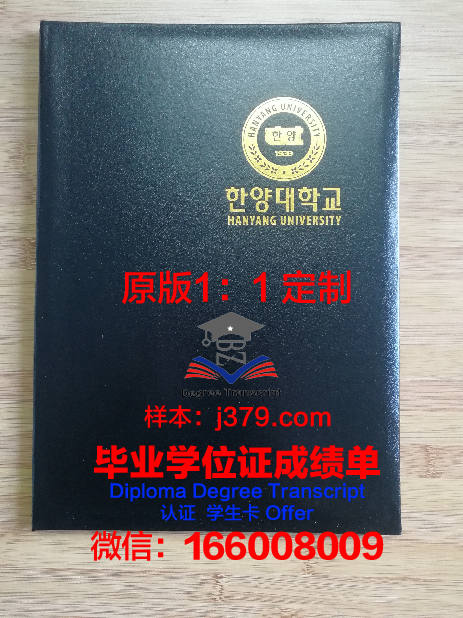 HANYANG UNIVERSITY
한양
1939
한양대학교
HANYANG UNIVERSITY
原版1：1定制
BZ
Degree Transcript
样本：j379.com
毕业学位证成绩单
Diploma Degree Transcript
认证 学生卡 Offer
微信：166008009